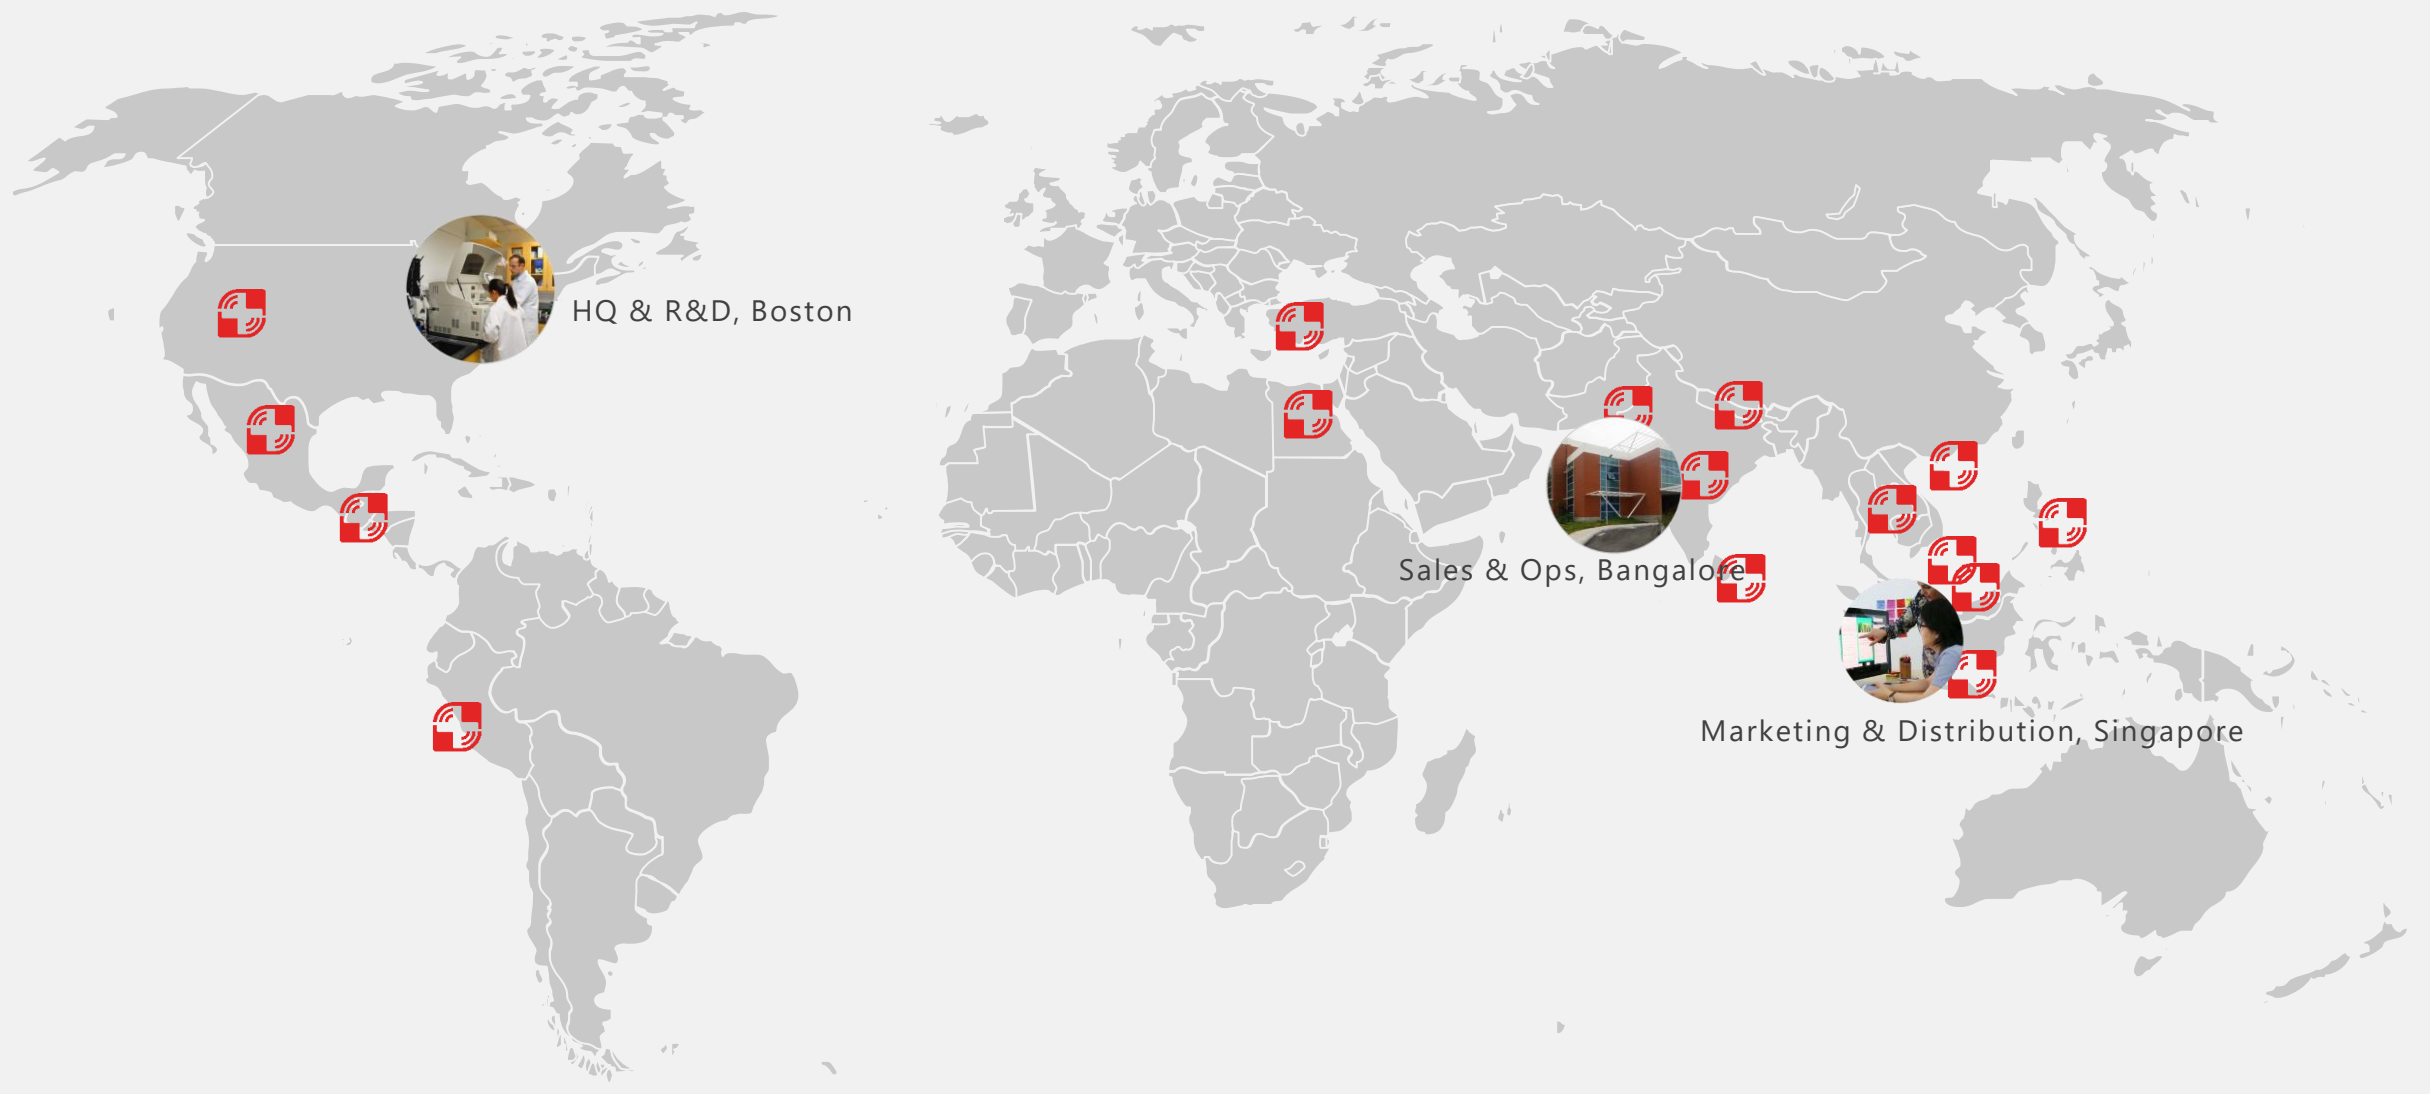 HQ & R&D, Boston
Sales & Ops, Bangalore
Marketing & Distribution, Singapore